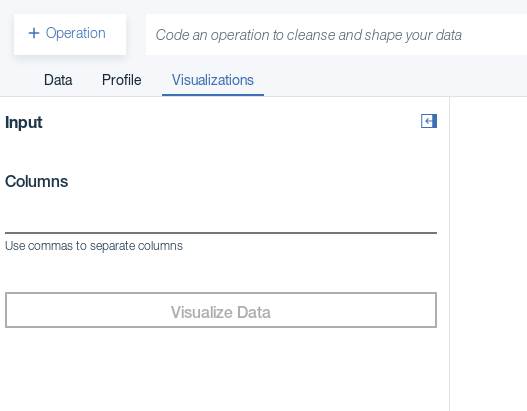 + Operation
Code an operation to cleanse and shape your data
Data
Profile
Visualizations
Input
Columns
Use commas to separate columns
Visualize Data